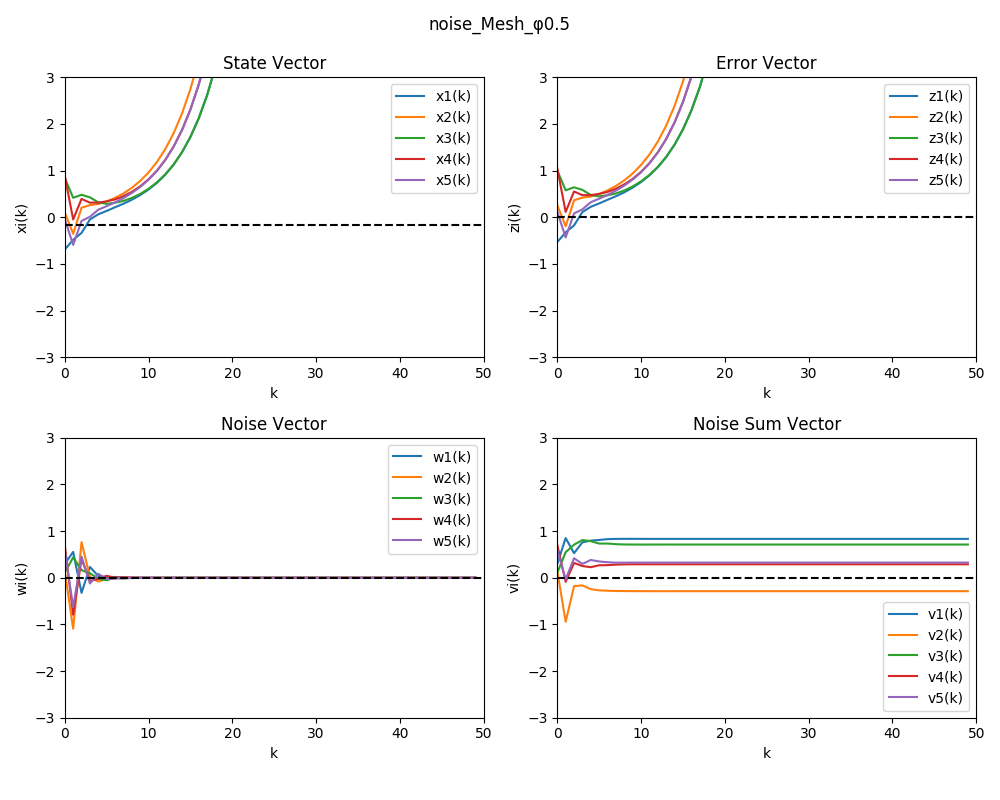 noise_Mesh_φ0.5
State Vector
3
2
1
0
−1
−2
−3
xi(k)
0
10
20
30
40
50
k
x1(k)
x2(k)
x3(k)
x4(k)
x5(k)
Error Vector
3
2
1
0
−1
−2
−3
zi(k)
0
10
20
30
40
50
k
z1(k)
z2(k)
z3(k)
z4(k)
z5(k)
Noise Vector
3
2
1
0
−1
−2
−3
wi(k)
0
10
20
30
40
50
k
w1(k)
w2(k)
w3(k)
w4(k)
w5(k)
Noise Sum Vector
3
2
1
0
−1
−2
−3
vi(k)
0
10
20
30
40
50
k
v1(k)
v2(k)
v3(k)
v4(k)
v5(k)